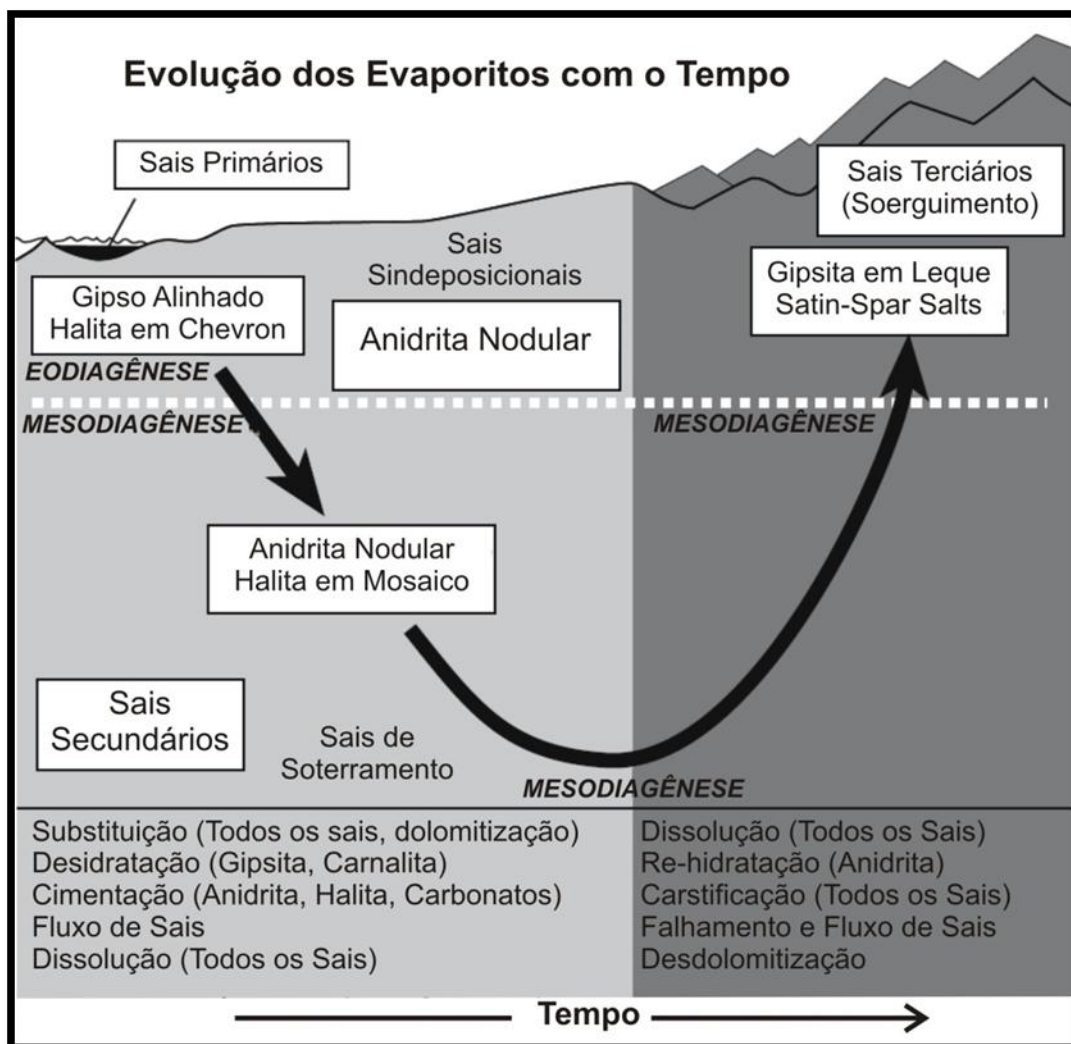 Evolução dos Evaporitos com o Tempo
Sais Primários
Sais Terciários
(Soerguimento)
Sais
Sindeposicionais
Gipso Alinhado
Halita em Chevron
Anidrita Nodular
Gipsita em Leque
Satin-Spar Salts
EODIAGÊNESE
MESODIAGÊNESE
MESODIAGÊNESE
Anidrita Nodular
Halita em Mosaico
Sais
Secundários
Sais de
Soterramento
MESODIAGÊNESE
Substituição (Todos os sais, dolomitização)
Desidratação (Gipsita, Carnalita)
Cimentação (Anidrita, Halita, Carbonatos)
Fluxo de Sais
Dissolução (Todos os Sais)
Dissolução (Todos os Sais)
Re-hidratação (Anidrita)
Carstificação (Todos os Sais)
Falhamento e Fluxo de Sais
Desdolomitização
Tempo